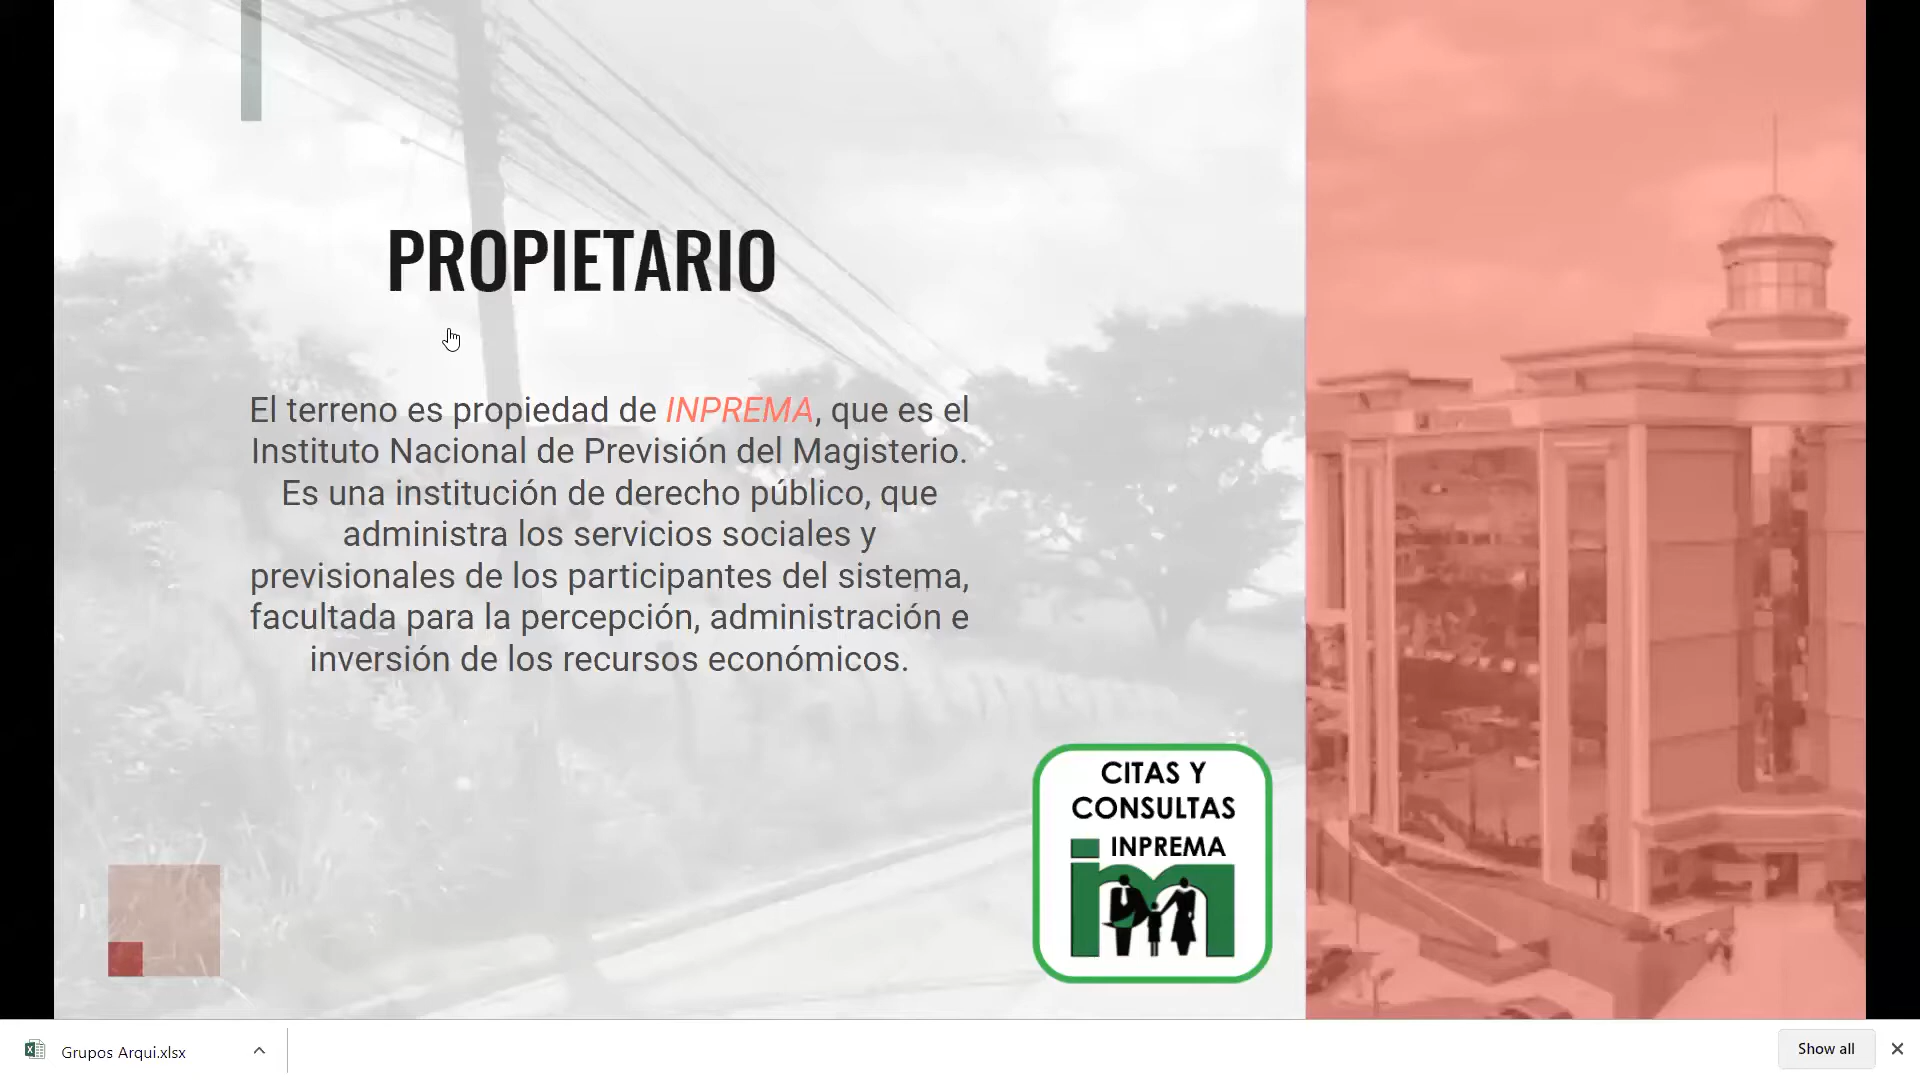 PROPIETARIO
El terreno es propiedad de INPREMA, que es el
Instituto Nacional de Previsión del Magisterio.
Es una institución de derecho público, que
administra los servicios sociales y
previsionales de los participantes del sistema,
facultada para la percepción, administración e
inversión de los recursos económicos.
CITAS Y
CONSULTAS
INPREMA
im
Grupos Arqui.xlsx
Show all